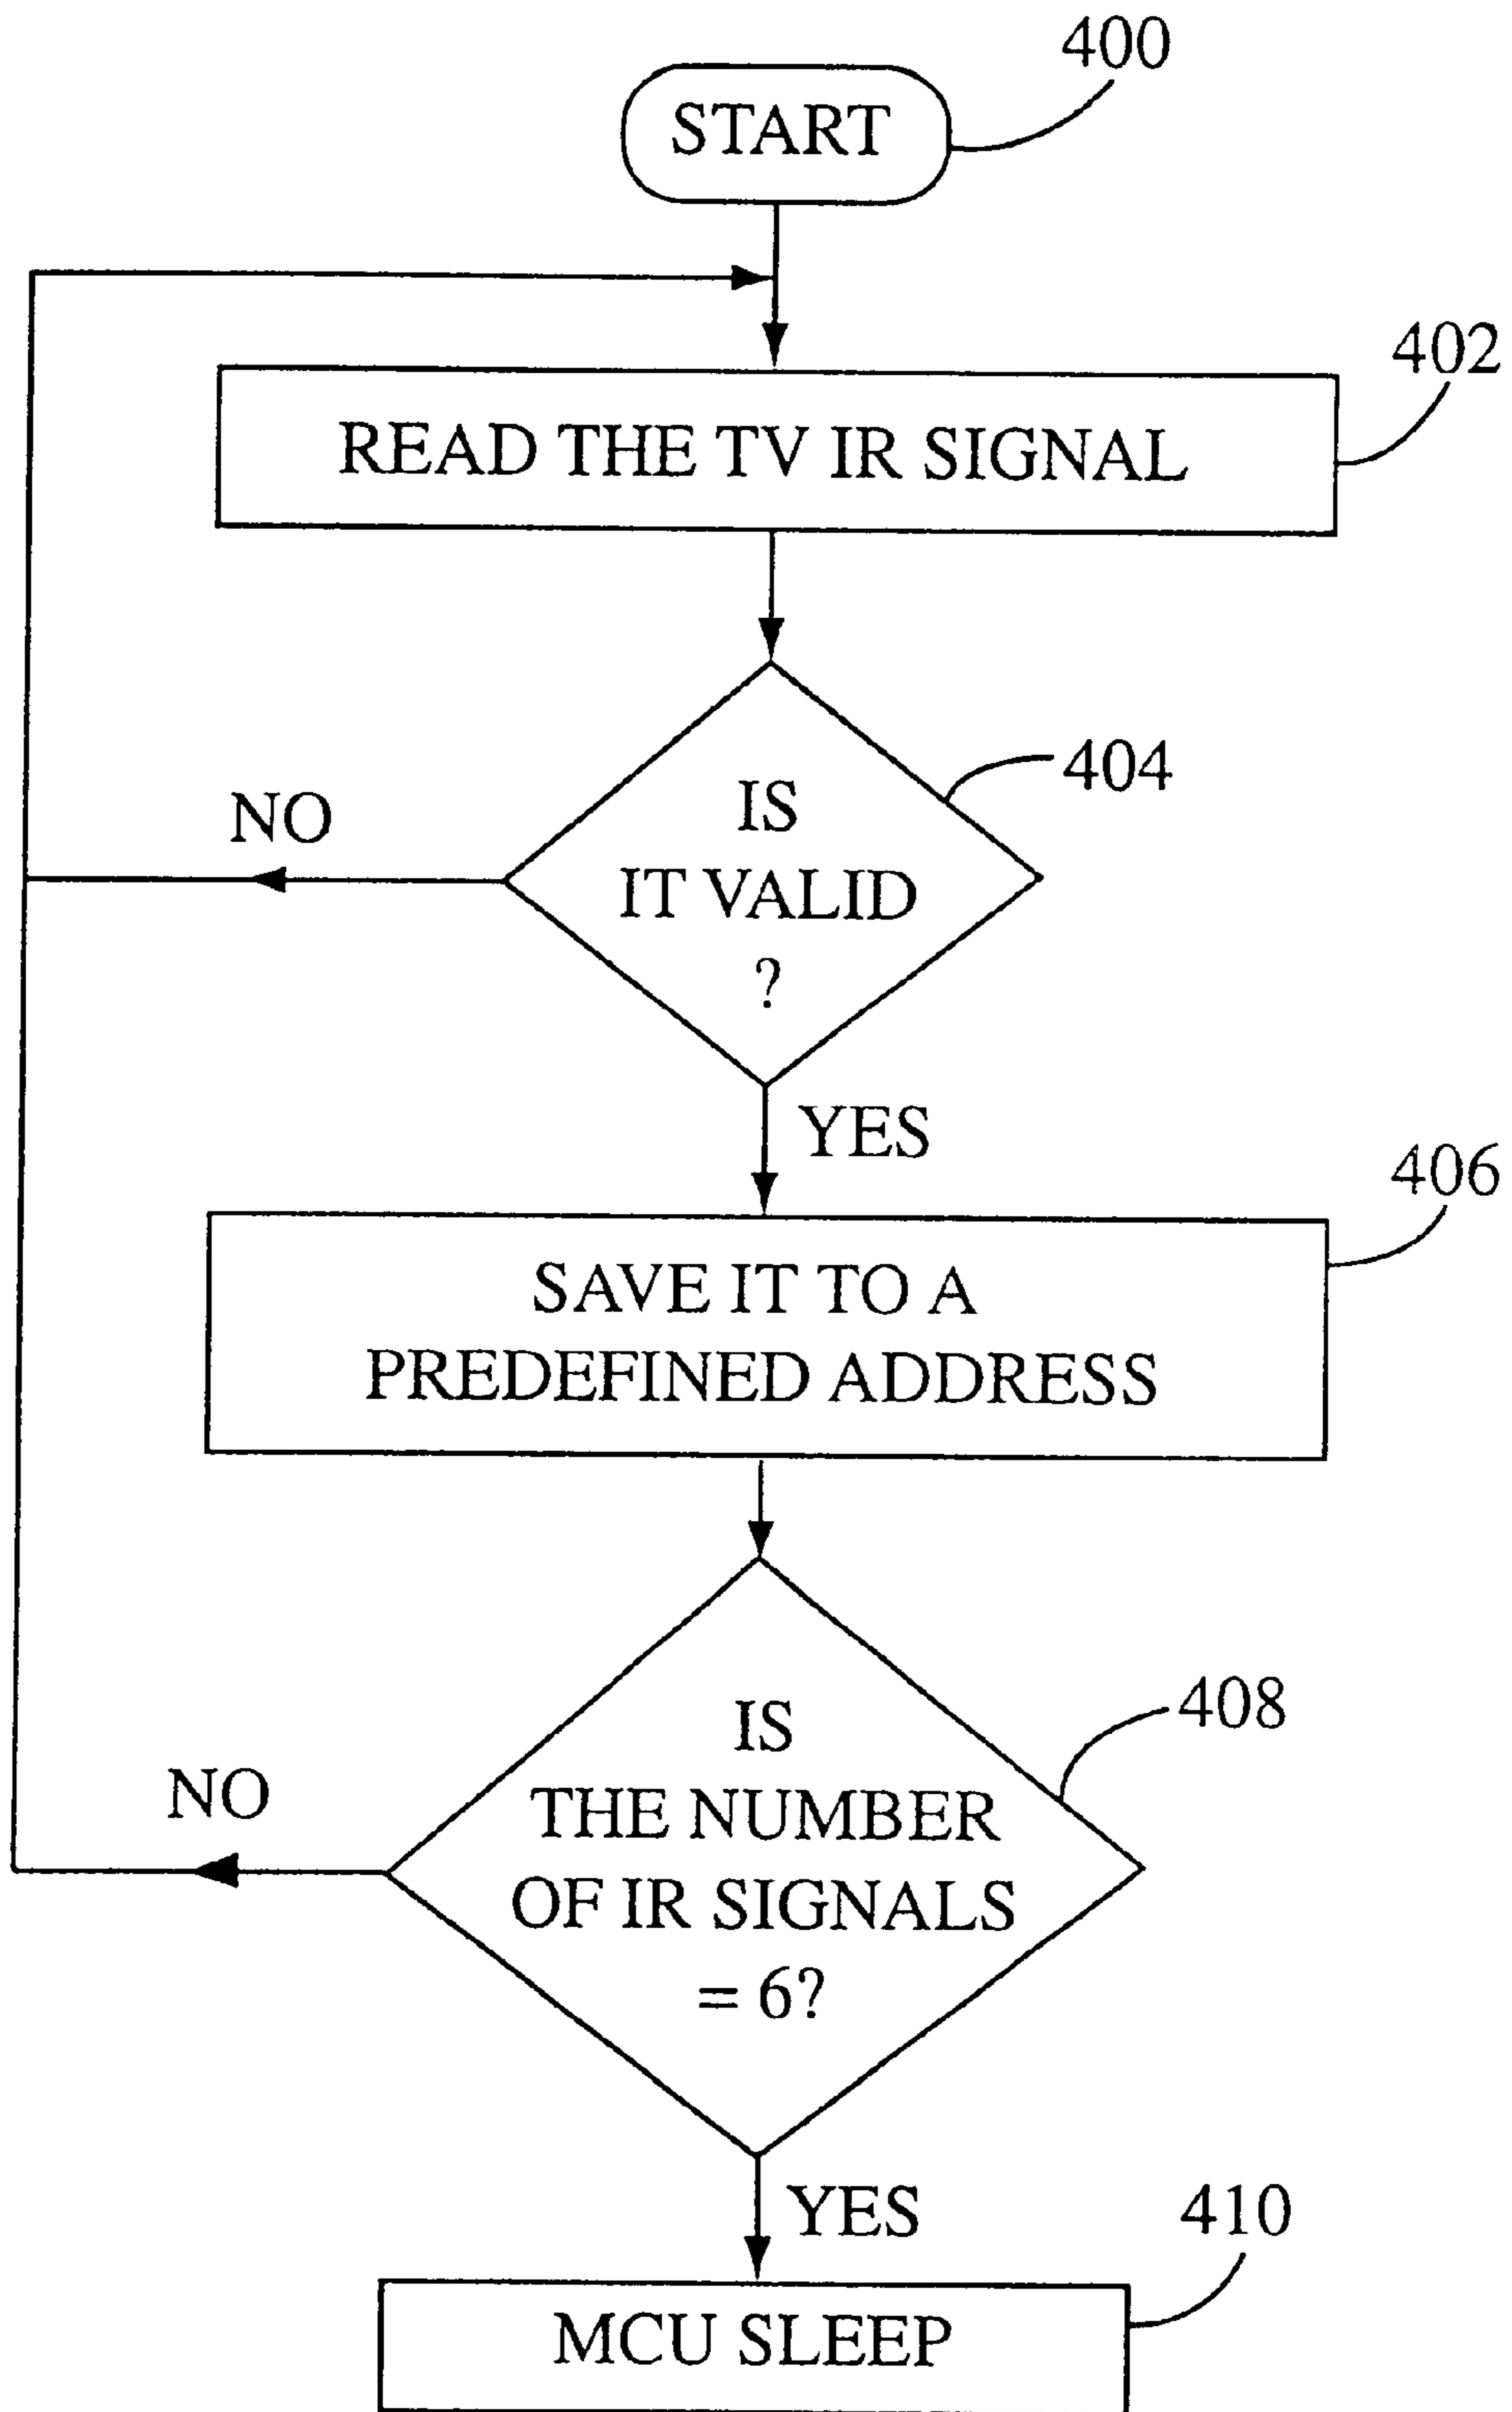 400
START
402
READ THE TV IR SIGNAL
404
IS
IT VALID
?
NO
YES
406
SAVE IT TO A
PREDEFINED ADDRESS
408
IS
THE NUMBER
OF IR SIGNALS
= 6?
NO
YES
410
MCU SLEEP